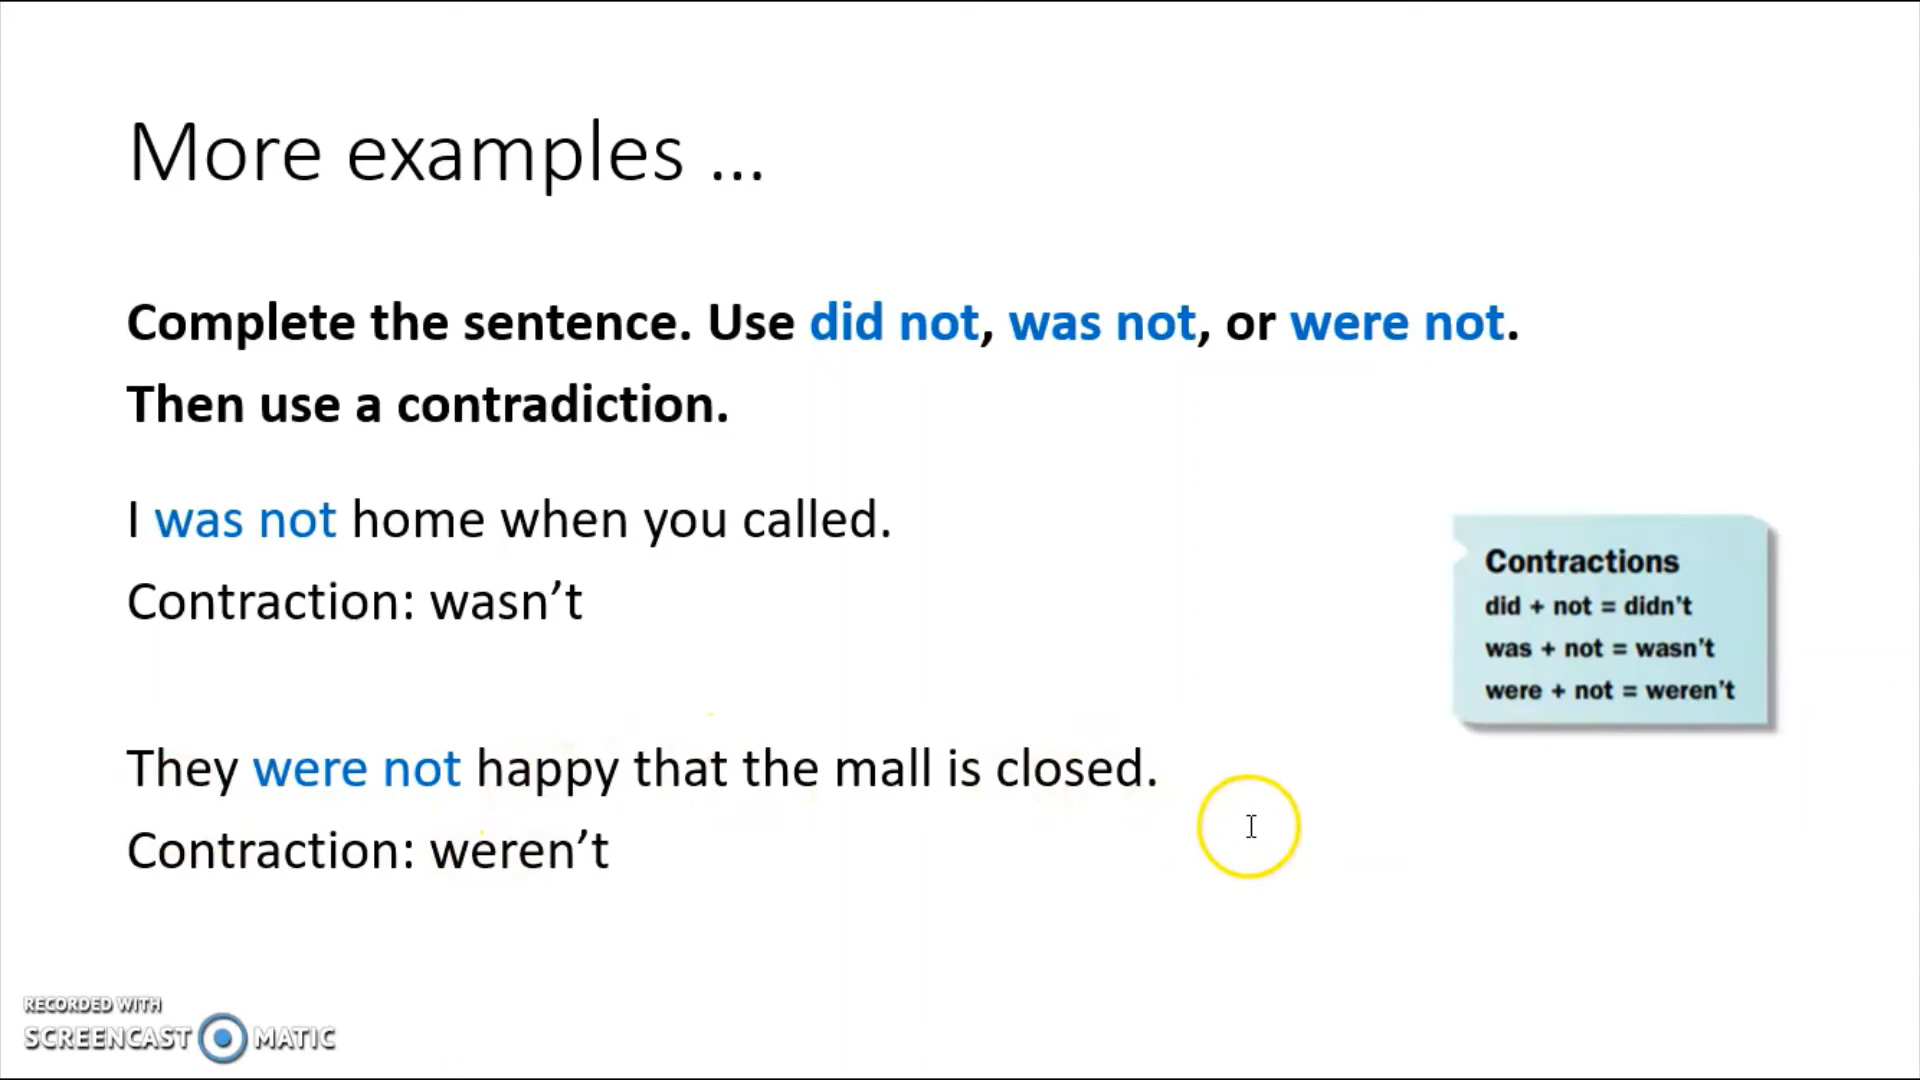 More examples ...
Complete the sentence. Use did not, was not, or were not.
Then use a contradiction.
I was not home when you called.
Contraction: wasn’t
Contractions
did + not = didn’t
was + not = wasn’t
were + not = weren’t
They were not happy that the mall is closed.
Contraction: weren’t
RECORDED WITH
SCREENCAST MATIC